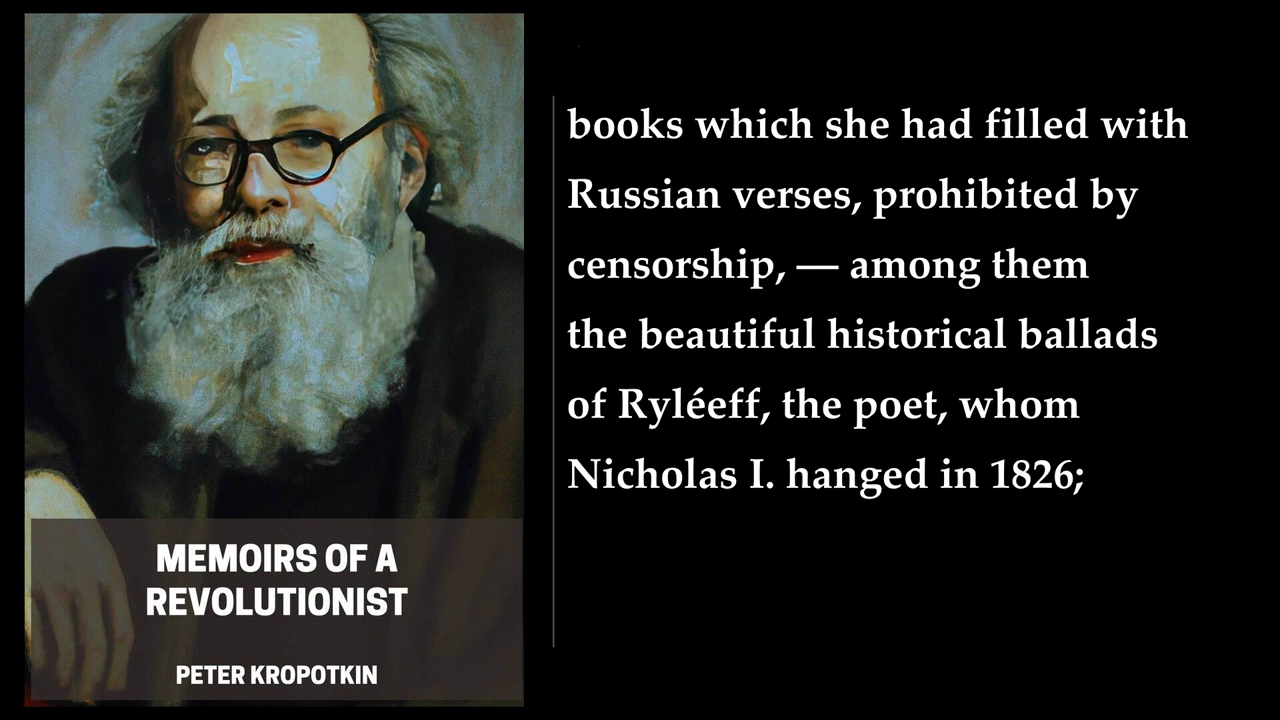 MEMOIRS OF A
REVOLUTIONIST
PETER KROPOTKIN
books which she had filled with
Russian verses, prohibited by
censorship, — among them
the beautiful historical ballads
of Ryléeff, the poet, whom
Nicholas I. hanged in 1826;